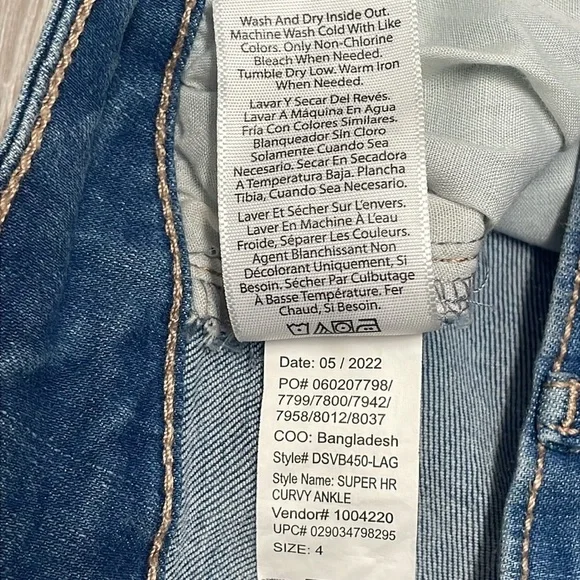 Wash And Dry Inside Out.
Machine Wash Cold With Like
Colors. Only Non-Chlorine
Bleach When Needed.
Tumble Dry Low. Warm Iron
When Needed.
Lavar Y Secar Del Revés.
Lavar A Máquina En Agua
Fría Con Colores Similares.
Blanqueador Sin Cloro
Solamente Cuando Sea
Necesario. Secar En Secadora
A Temperatura Baja. Plancha
Tibia, Cuando Sea Necesario.
Laver Et Sécher Sur L'envers.
Laver En Machine À L'eau
Froide, Séparer Les Couleurs.
Agent Blanchissant Non
Décolorant Uniquement, Si
Besoin. Sécher Par Culbutage
À Basse Température. Fer
Chaud, Si Besoin.
Date: 05 / 2022
PO# 060207798/
7799/7800/7942/
7958/8012/8037
COO: Bangladesh
Style# DSVB450-LAG
Style Name: SUPER HR
CURVY ANKLE
Vendor# 1004220
UPC# 029034798295
SIZE: 4